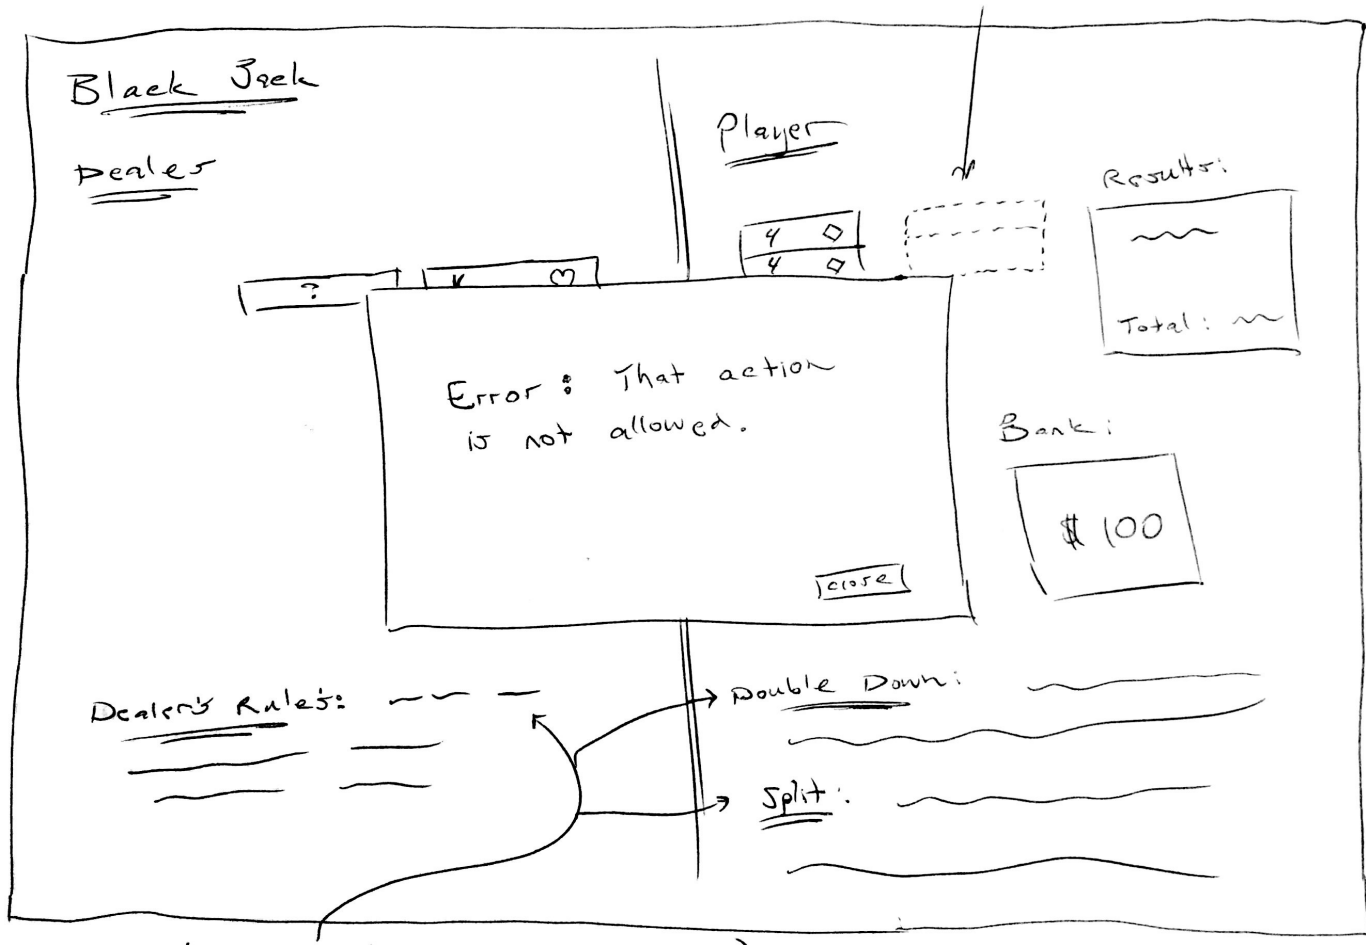 Black Jack
Dealer
Player
Results:
Total:
?
K ♡
4 ◇
4 ◇
Error: That action
is not allowed.
close
Bank:
$ 100
Dealer's Rules:
Double Down:
Split: